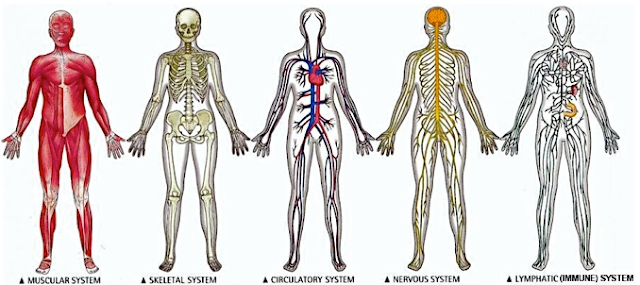 ▲ MUSCULAR SYSTEM
▲ SKELETAL SYSTEM
▲ CIRCULATORY SYSTEM
▲ NERVOUS SYSTEM
▲ LYMPHATIC (IMMUNE) SYSTEM